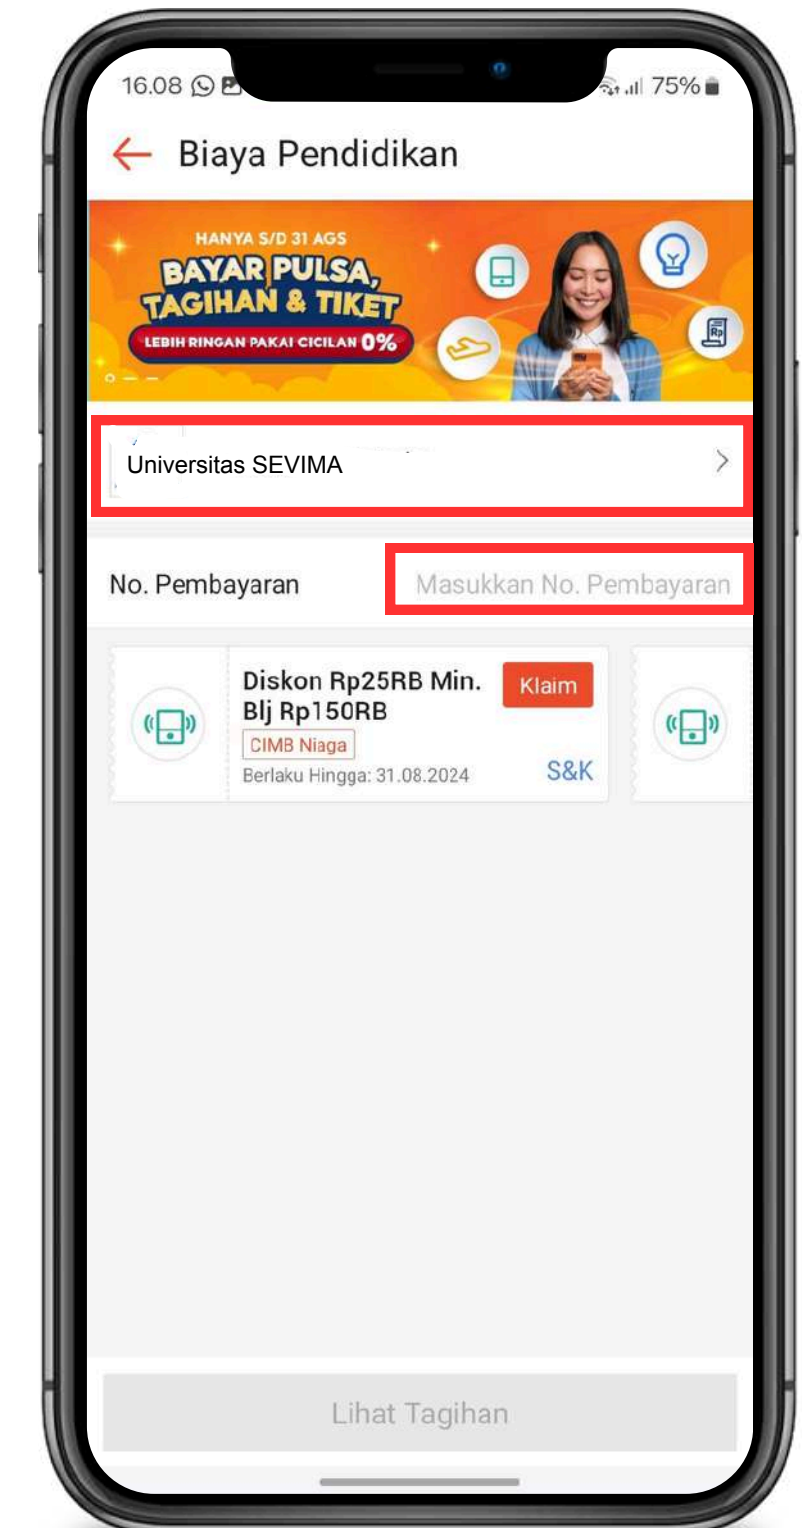 16.08
75%
Biaya Pendidikan
HANYA S/D 31 AGS
BAYAR PULSA,
TAGIHAN & TIKET
LEBIH RINGAN PAKAI CICILAN 0%
Rp
Universitas SEVIMA
No. Pembayaran
Masukkan No. Pembayaran
Diskon Rp25RB Min.
Blj Rp150RB
Klaim
CIMB Niaga
Berlaku Hingga: 31.08.2024
S&K
Lihat Tagihan